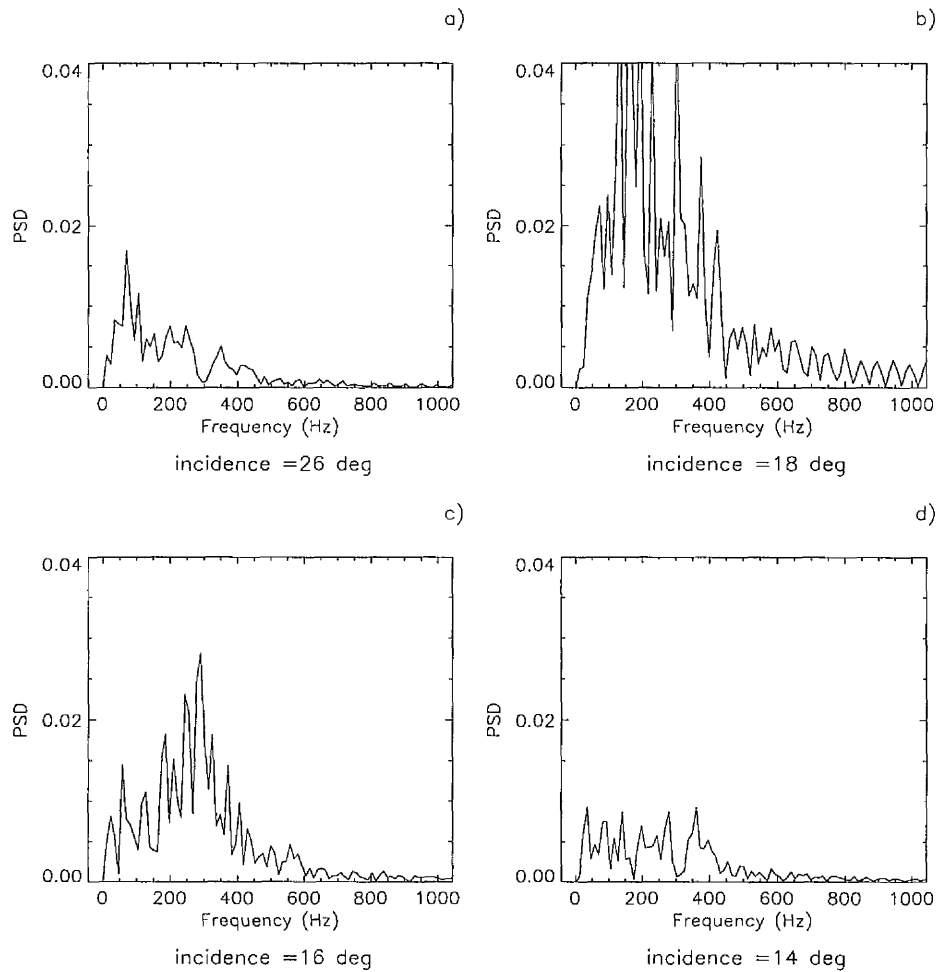 a)
b)
0.04
0.02
0.00
PSD
0 200 400 600 800 1000
Frequency (Hz)
incidence =26 deg
0.04
0.02
0.00
PSD
0 200 400 600 800 1000
Frequency (Hz)
incidence =18 deg
c)
d)
0.04
0.02
0.00
PSD
0 200 400 600 800 1000
Frequency (Hz)
incidence =16 deg
0.04
0.02
0.00
PSD
0 200 400 600 800 1000
Frequency (Hz)
incidence =14 deg